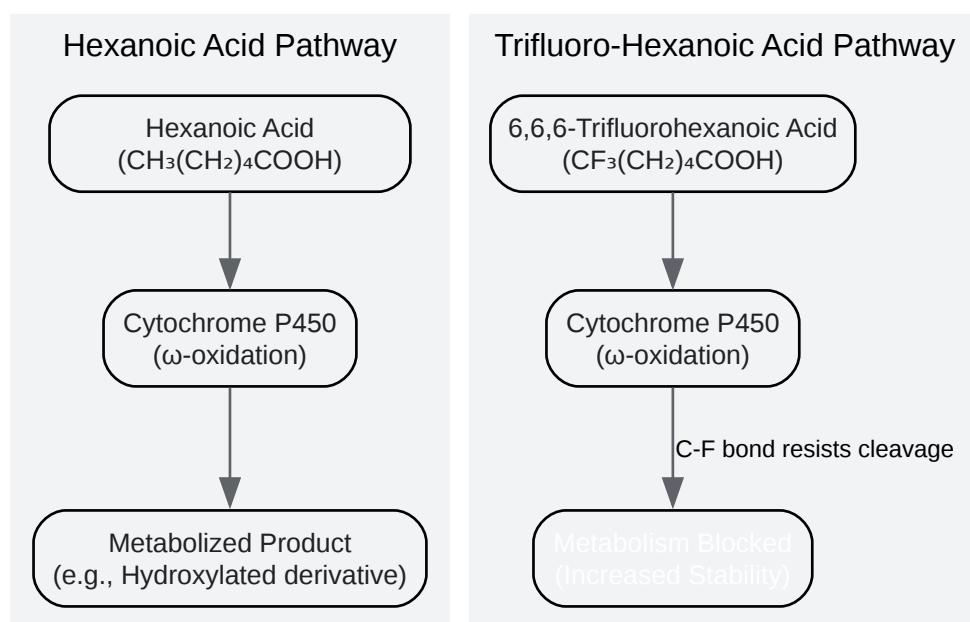 Hexanoic Acid Pathway
Hexanoic Acid
(CH₃(CH₂)₄COOH)
Cytochrome P450
(ω-oxidation)
Metabolized Product
(e.g., Hydroxylated derivative)
Trifluoro-Hexanoic Acid Pathway
6,6,6-Trifluorohexanoic Acid
(CF₃(CH₂)₄COOH)
Cytochrome P450
(ω-oxidation)
C-F bond resists cleavage
Metabolism Blocked
(Increased Stability)